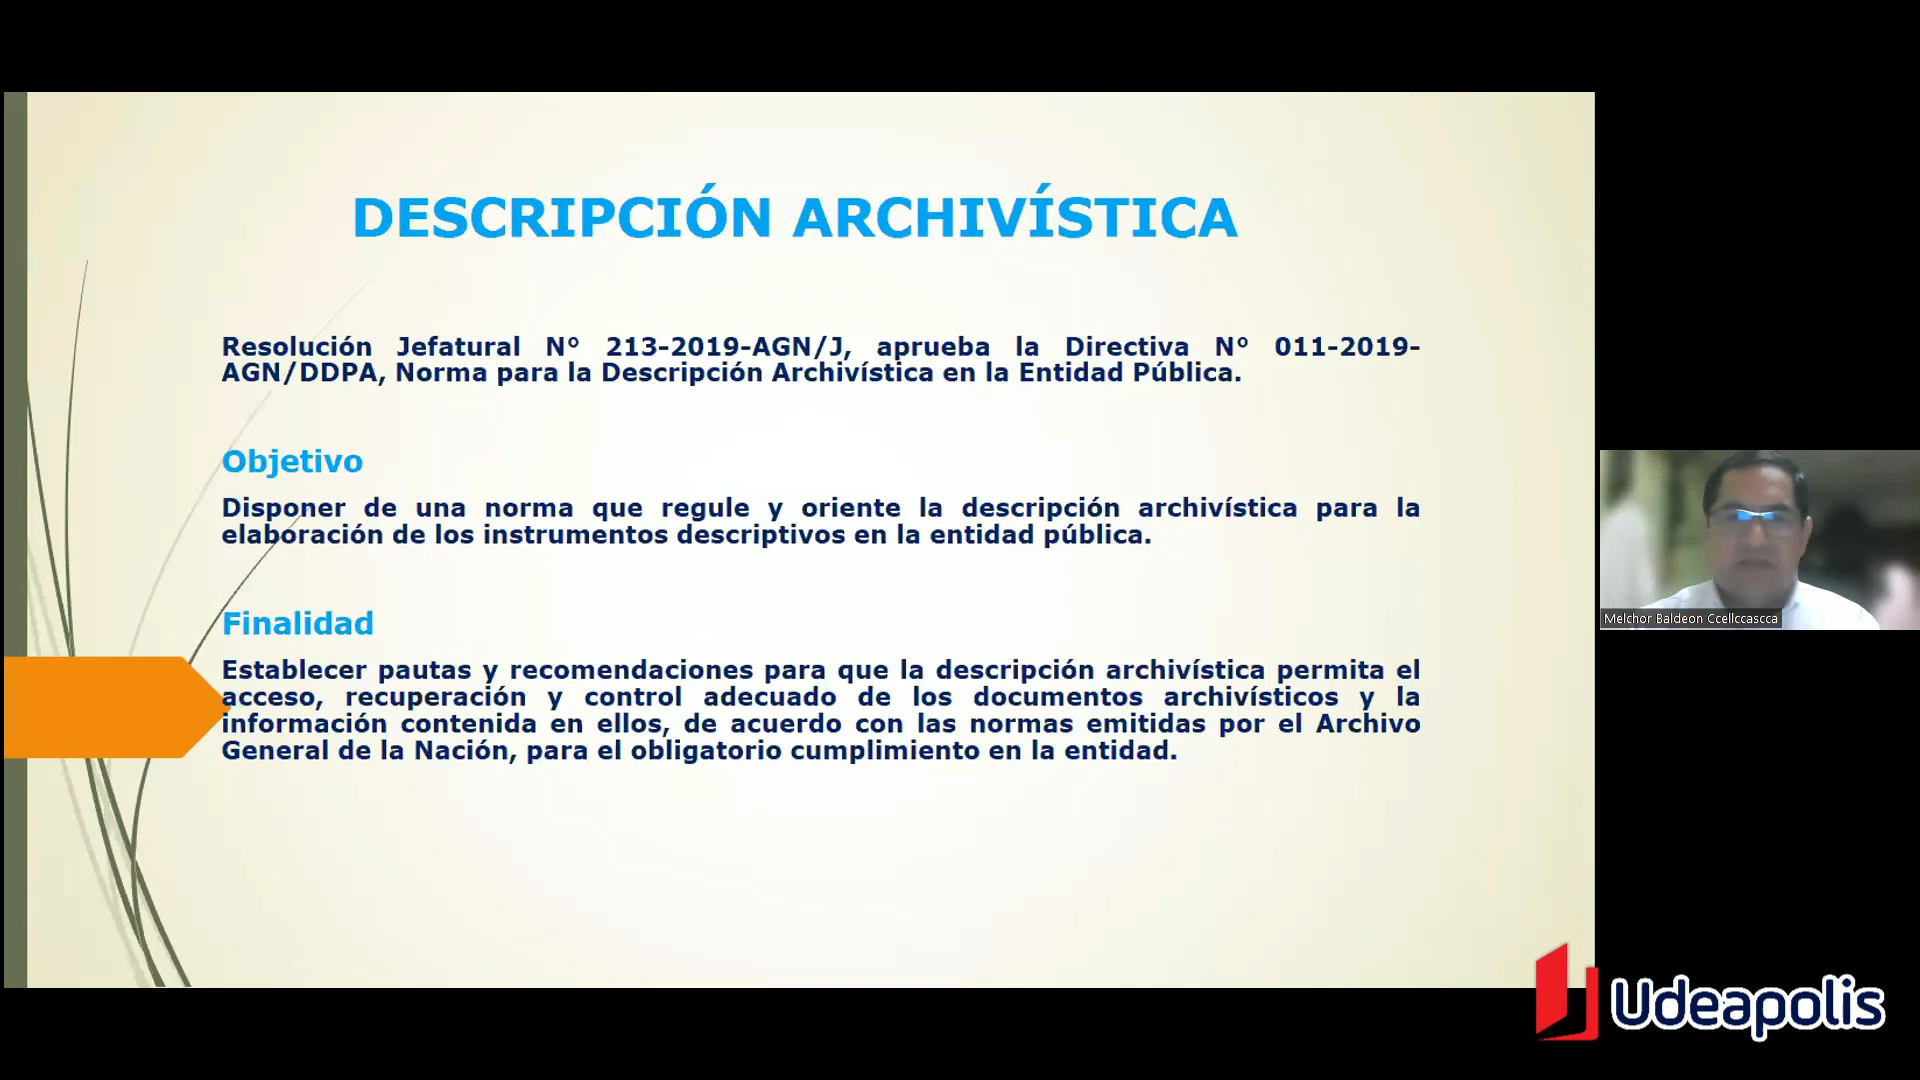 DESCRIPCIÓN ARCHIVÍSTICA
Resolución Jefatural Nº 213-2019-AGN/J, aprueba la Directiva Nº 011-2019-
AGN/DDPA, Norma para la Descripción Archivística en la Entidad Pública.
Objetivo
Disponer de una norma que regule y oriente la descripción archivística para la
elaboración de los instrumentos descriptivos en la entidad pública.
Finalidad
Establecer pautas y recomendaciones para que la descripción archivística permita el
acceso, recuperación y control adecuado de los documentos archivísticos y la
información contenida en ellos, de acuerdo con las normas emitidas por el Archivo
General de la Nación, para el obligatorio cumplimiento en la entidad.
Melchor Baldeon Ccellccascca
Udeapolis